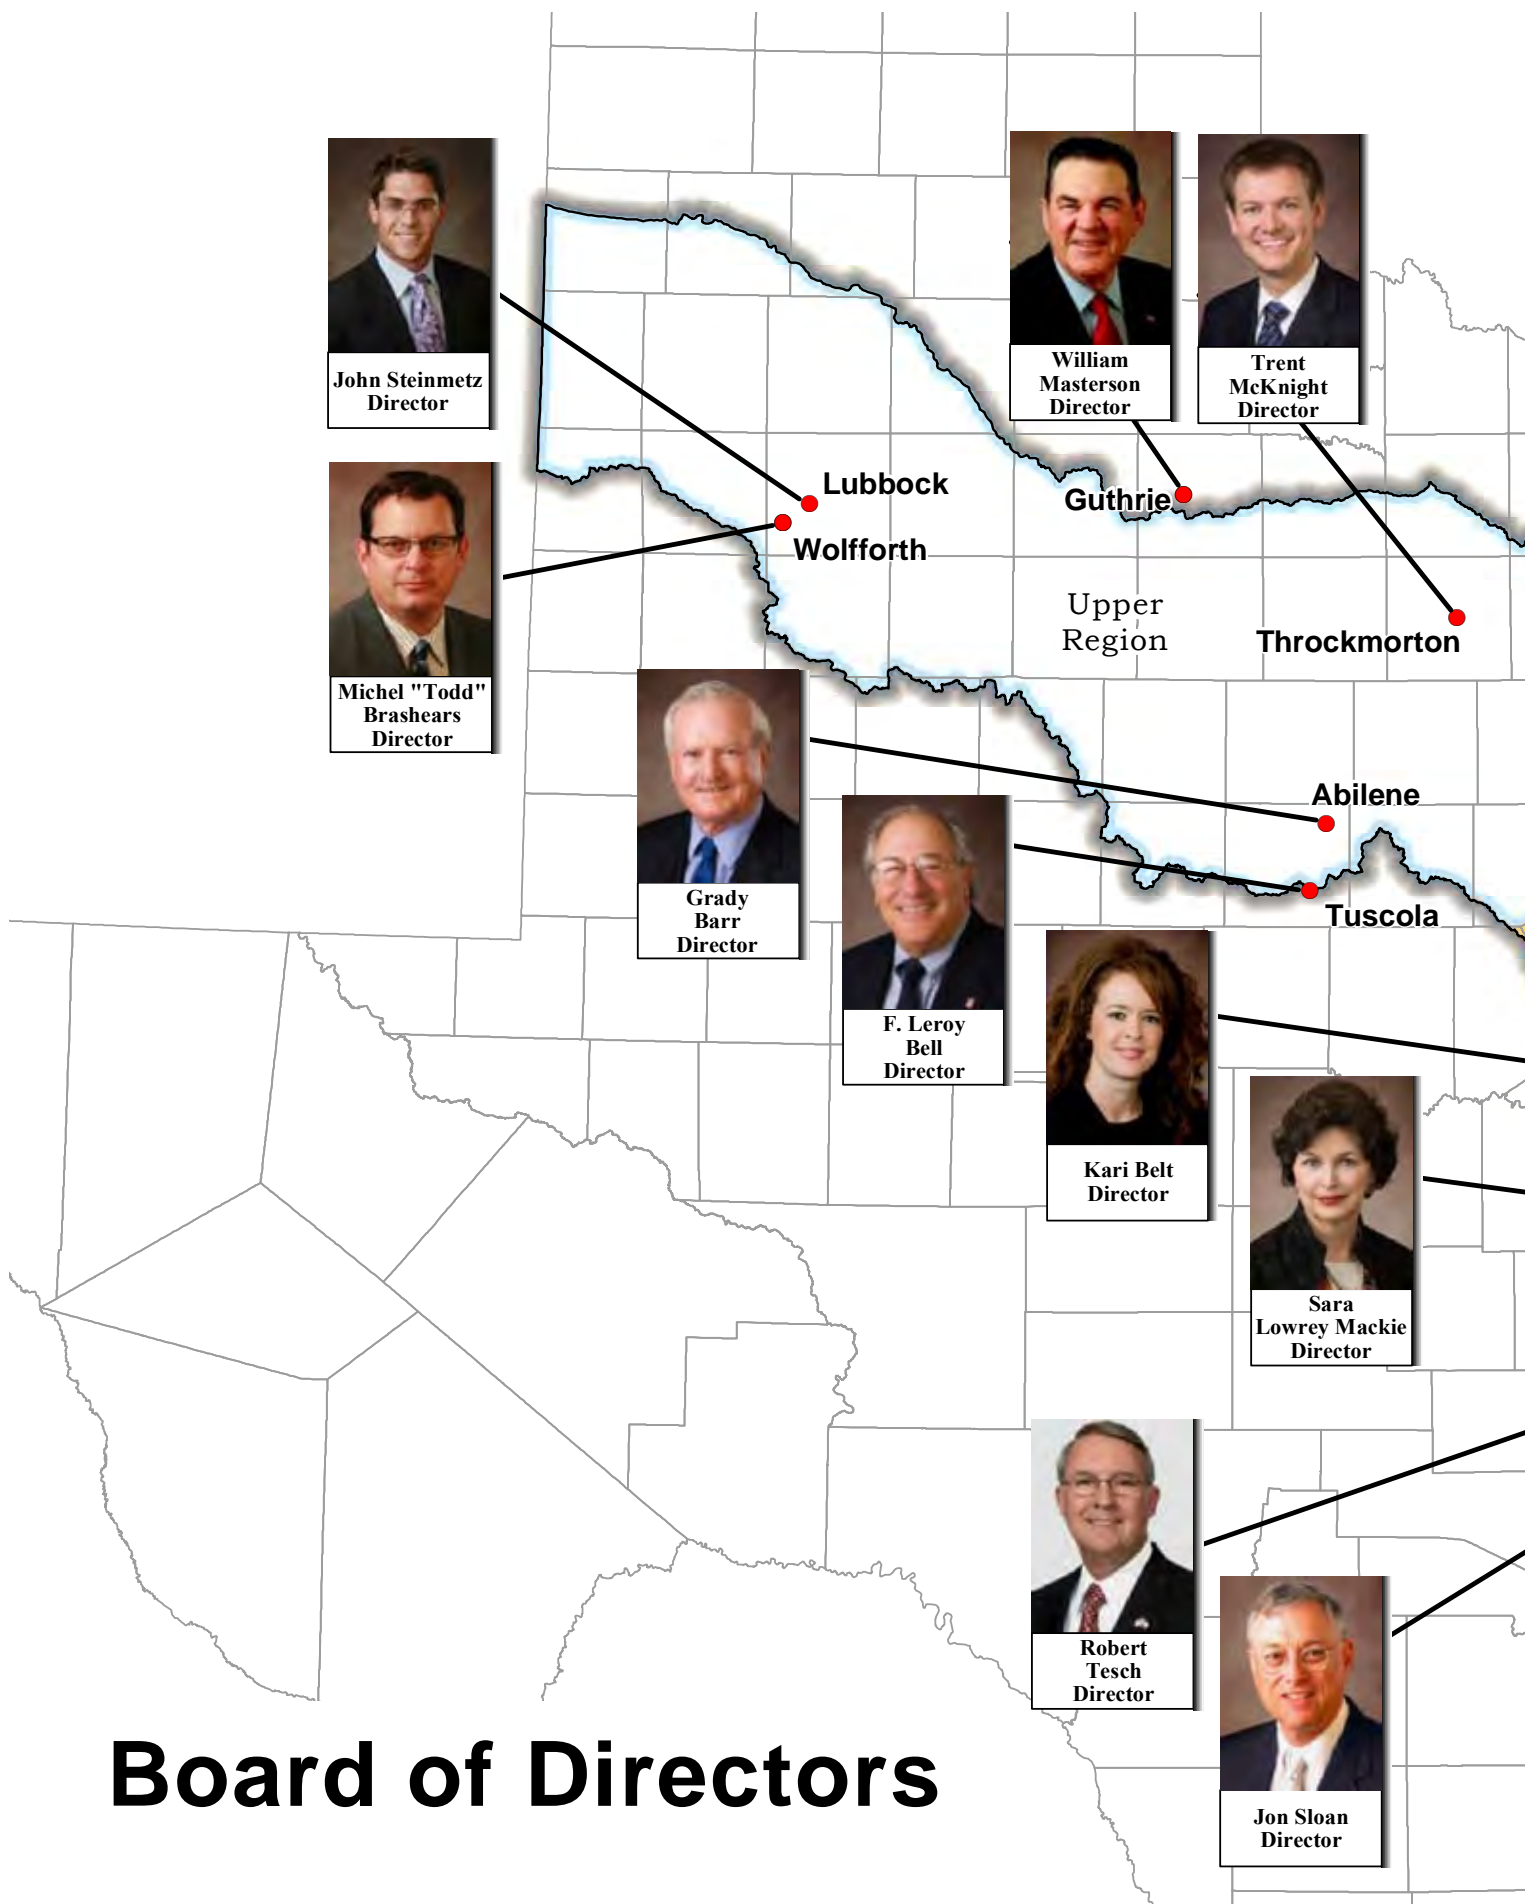 John Steinmetz
Director
William
Masterson
Director
Trent
McKnight
Director
Lubbock
Guthrie
Wolfforth
Michel "Todd"
Brashears
Director
Upper
Region
Throckmorton
Grady
Barr
Director
Abilene
Tuscola
F. Leroy
Bell
Director
Kari Belt
Director
Sara
Lowrey Mackie
Director
Robert
Tesch
Director
Jon Sloan
Director
Board of Directors